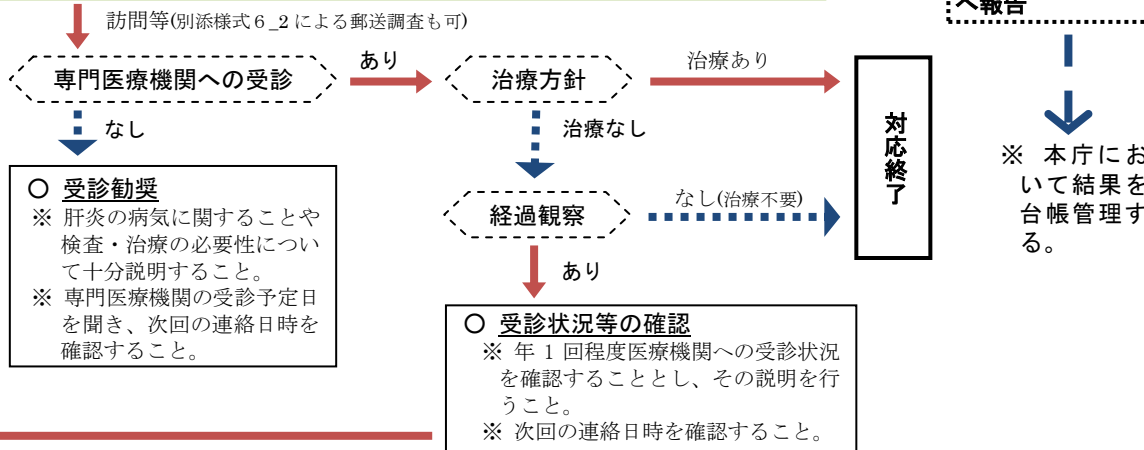 へ報告
訪問等(別添様式６_２による郵送調査も可)
専門医療機関への受診
あり
治療方針
治療あり
なし
治療なし
対応終了
○ 受診勧奨
※ 肝炎の病気に関することや
検査・治療の必要性につい
て十分説明すること。
※ 専門医療機関の受診予定日
を聞き、次回の連絡日時を
確認すること。
経過観察
なし(治療不要)
あり
○ 受診状況等の確認
※ 年１回程度医療機関への受診状況
を確認することとし、その説明を行
うこと。
※ 次回の連絡日時を確認すること。
※ 本庁にお
いて結果を
台帳管理す
る。